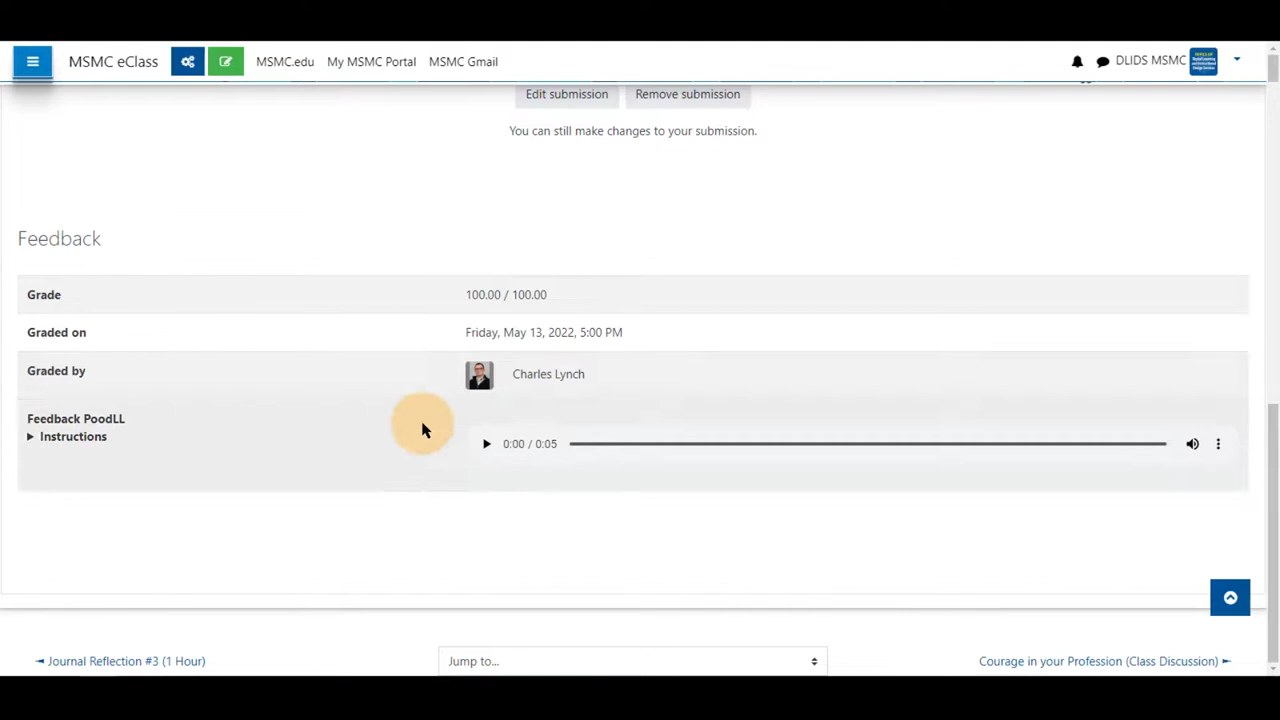 MSMC eClass MSMC.edu My MSMC Portal MSMC Gmail DLIDS MSMC
Edit submission Remove submission
You can still make changes to your submission.
Feedback
Grade 100.00 / 100.00
Graded on Friday, May 13, 2022, 5:00 PM
Graded by Charles Lynch
Feedback PoodLL
▶ Instructions
0:00 / 0:05
◄ Journal Reflection #3 (1 Hour) Jump to... Courage in your Profession (Class Discussion) ►